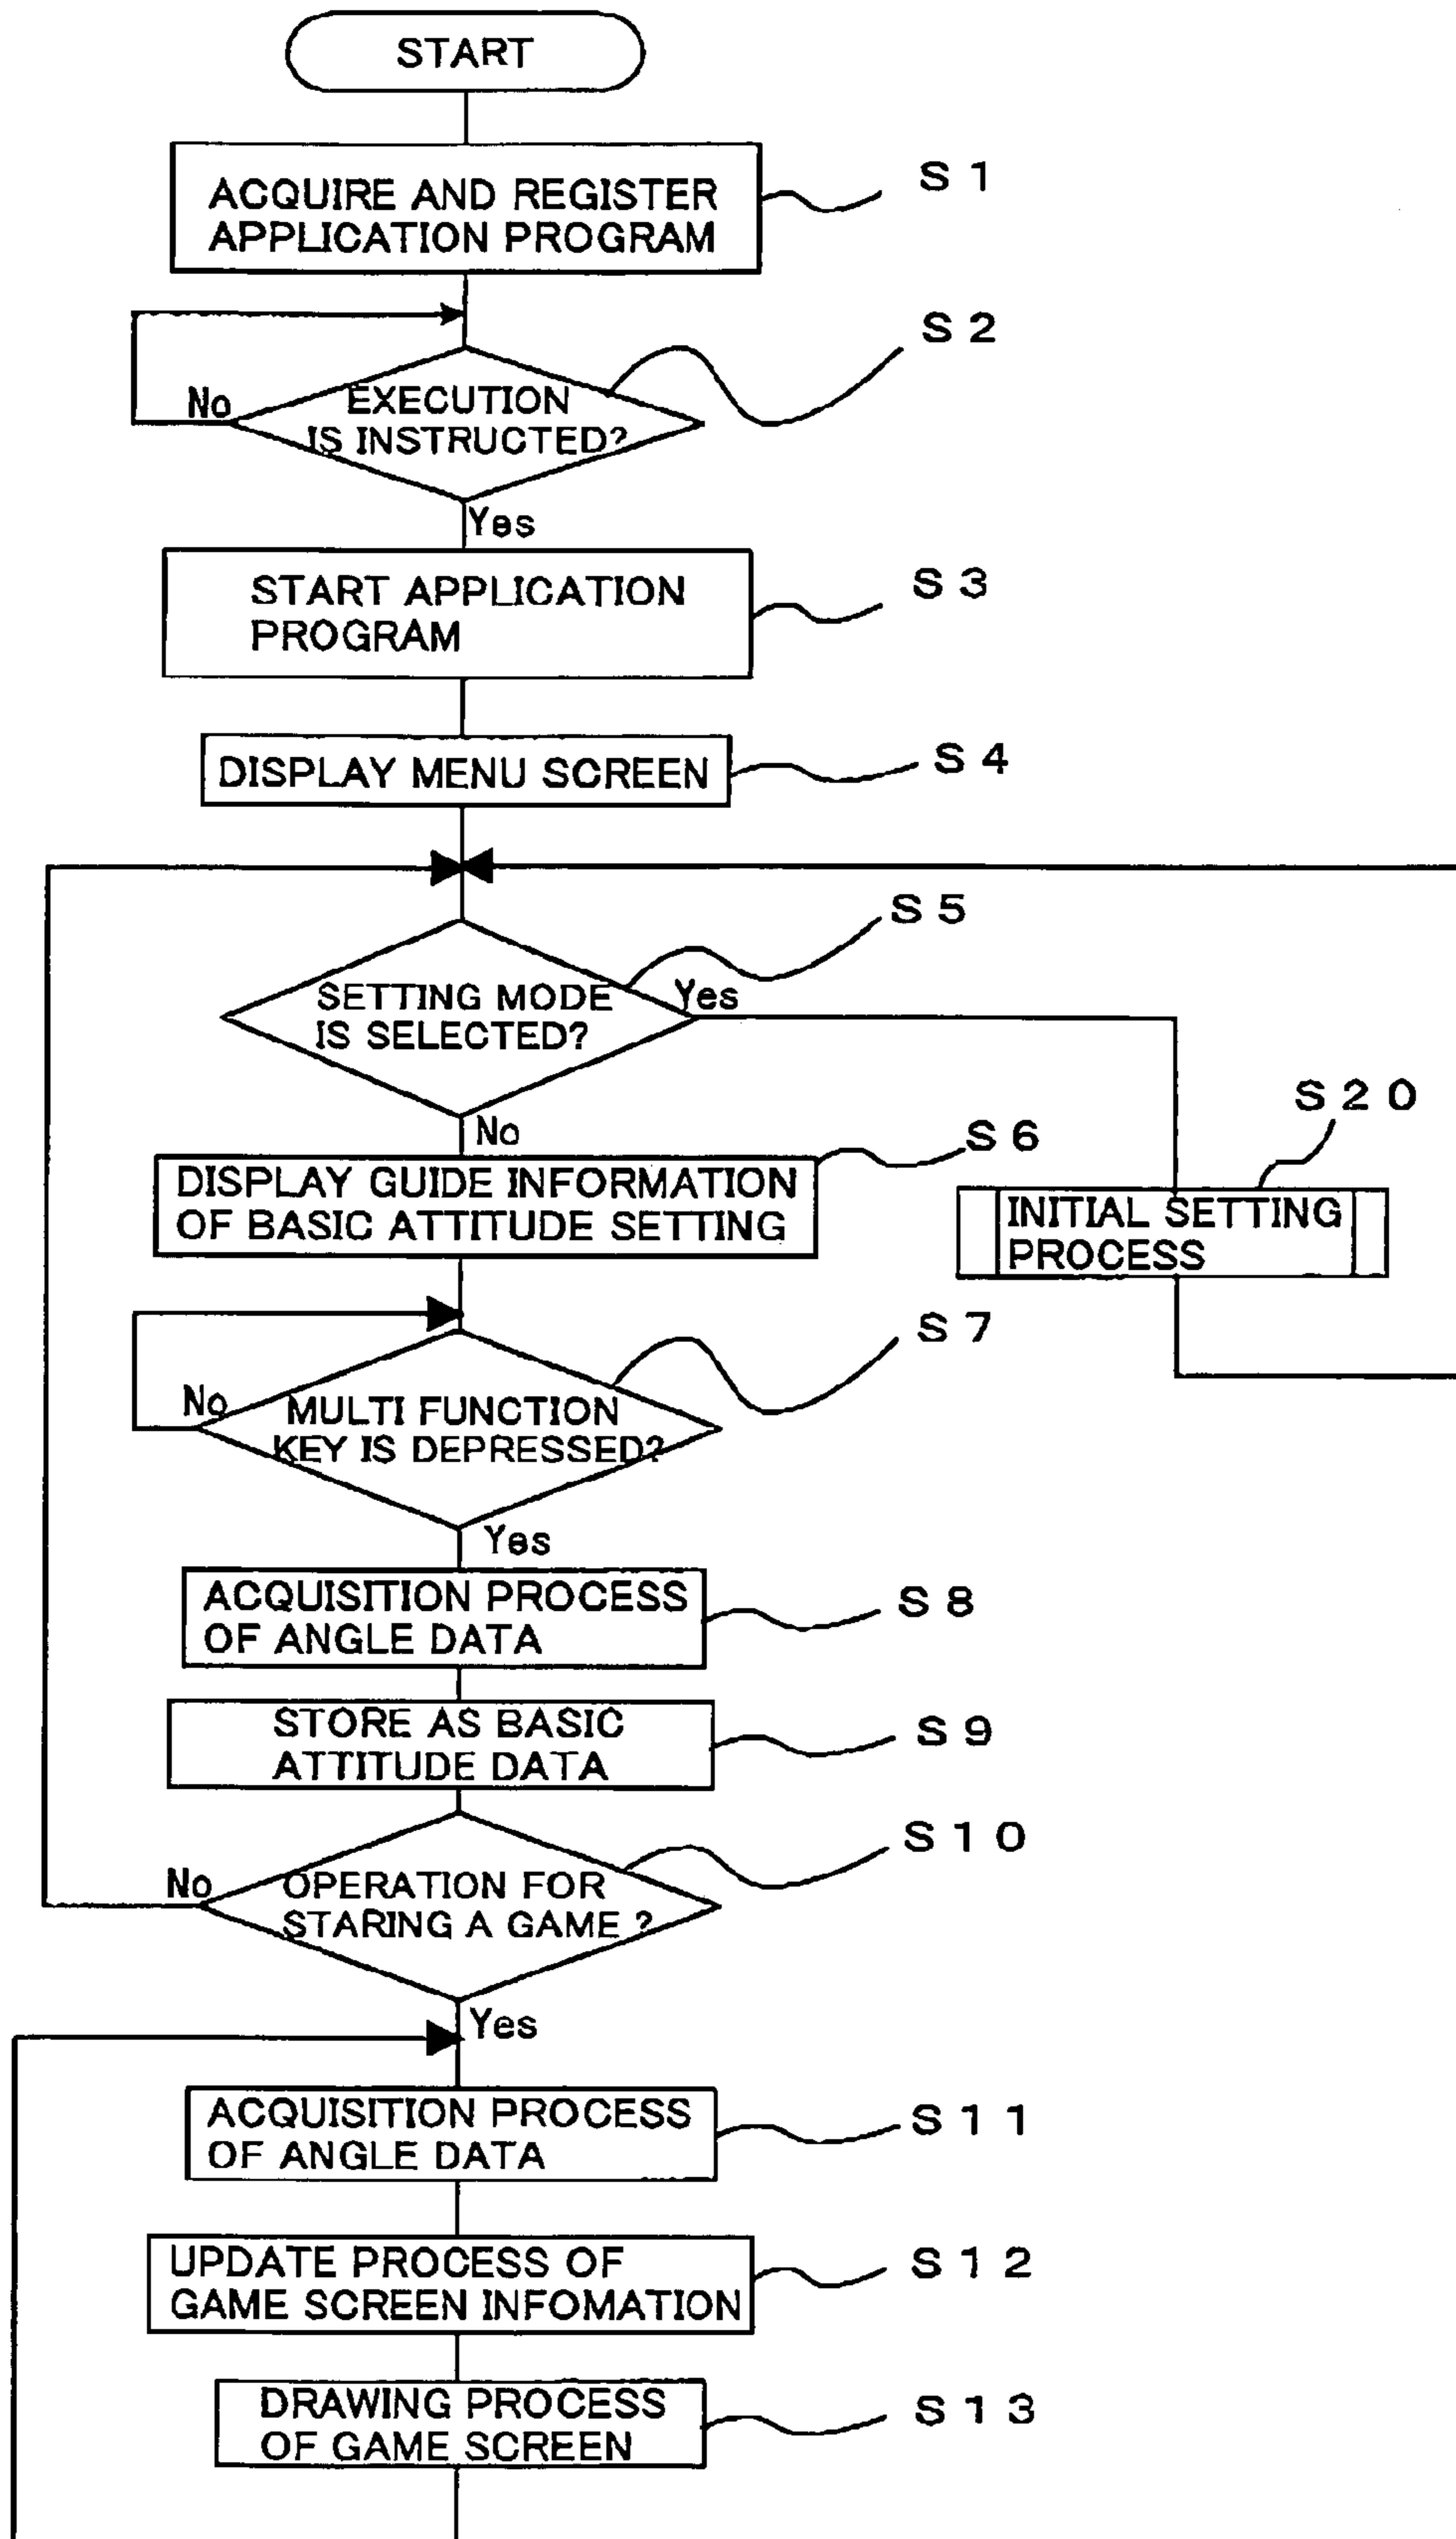 START
ACQUIRE AND REGISTER
APPLICATION PROGRAM
S 1
EXECUTION
IS INSTRUCTED?
S 2
No
Yes
START APPLICATION
PROGRAM
S 3
DISPLAY MENU SCREEN
S 4
SETTING MODE
IS SELECTED?
S 5
Yes
No
INITIAL SETTING
PROCESS
S 2 0
DISPLAY GUIDE INFORMATION
OF BASIC ATTITUDE SETTING
S 6
MULTI FUNCTION
KEY IS DEPRESSED?
S 7
No
Yes
ACQUISITION PROCESS
OF ANGLE DATA
S 8
STORE AS BASIC
ATTITUDE DATA
S 9
OPERATION FOR
STARING A GAME ?
S 1 0
No
Yes
ACQUISITION PROCESS
OF ANGLE DATA
S 1 1
UPDATE PROCESS OF
GAME SCREEN INFOMATION
S 1 2
DRAWING PROCESS
OF GAME SCREEN
S 1 3